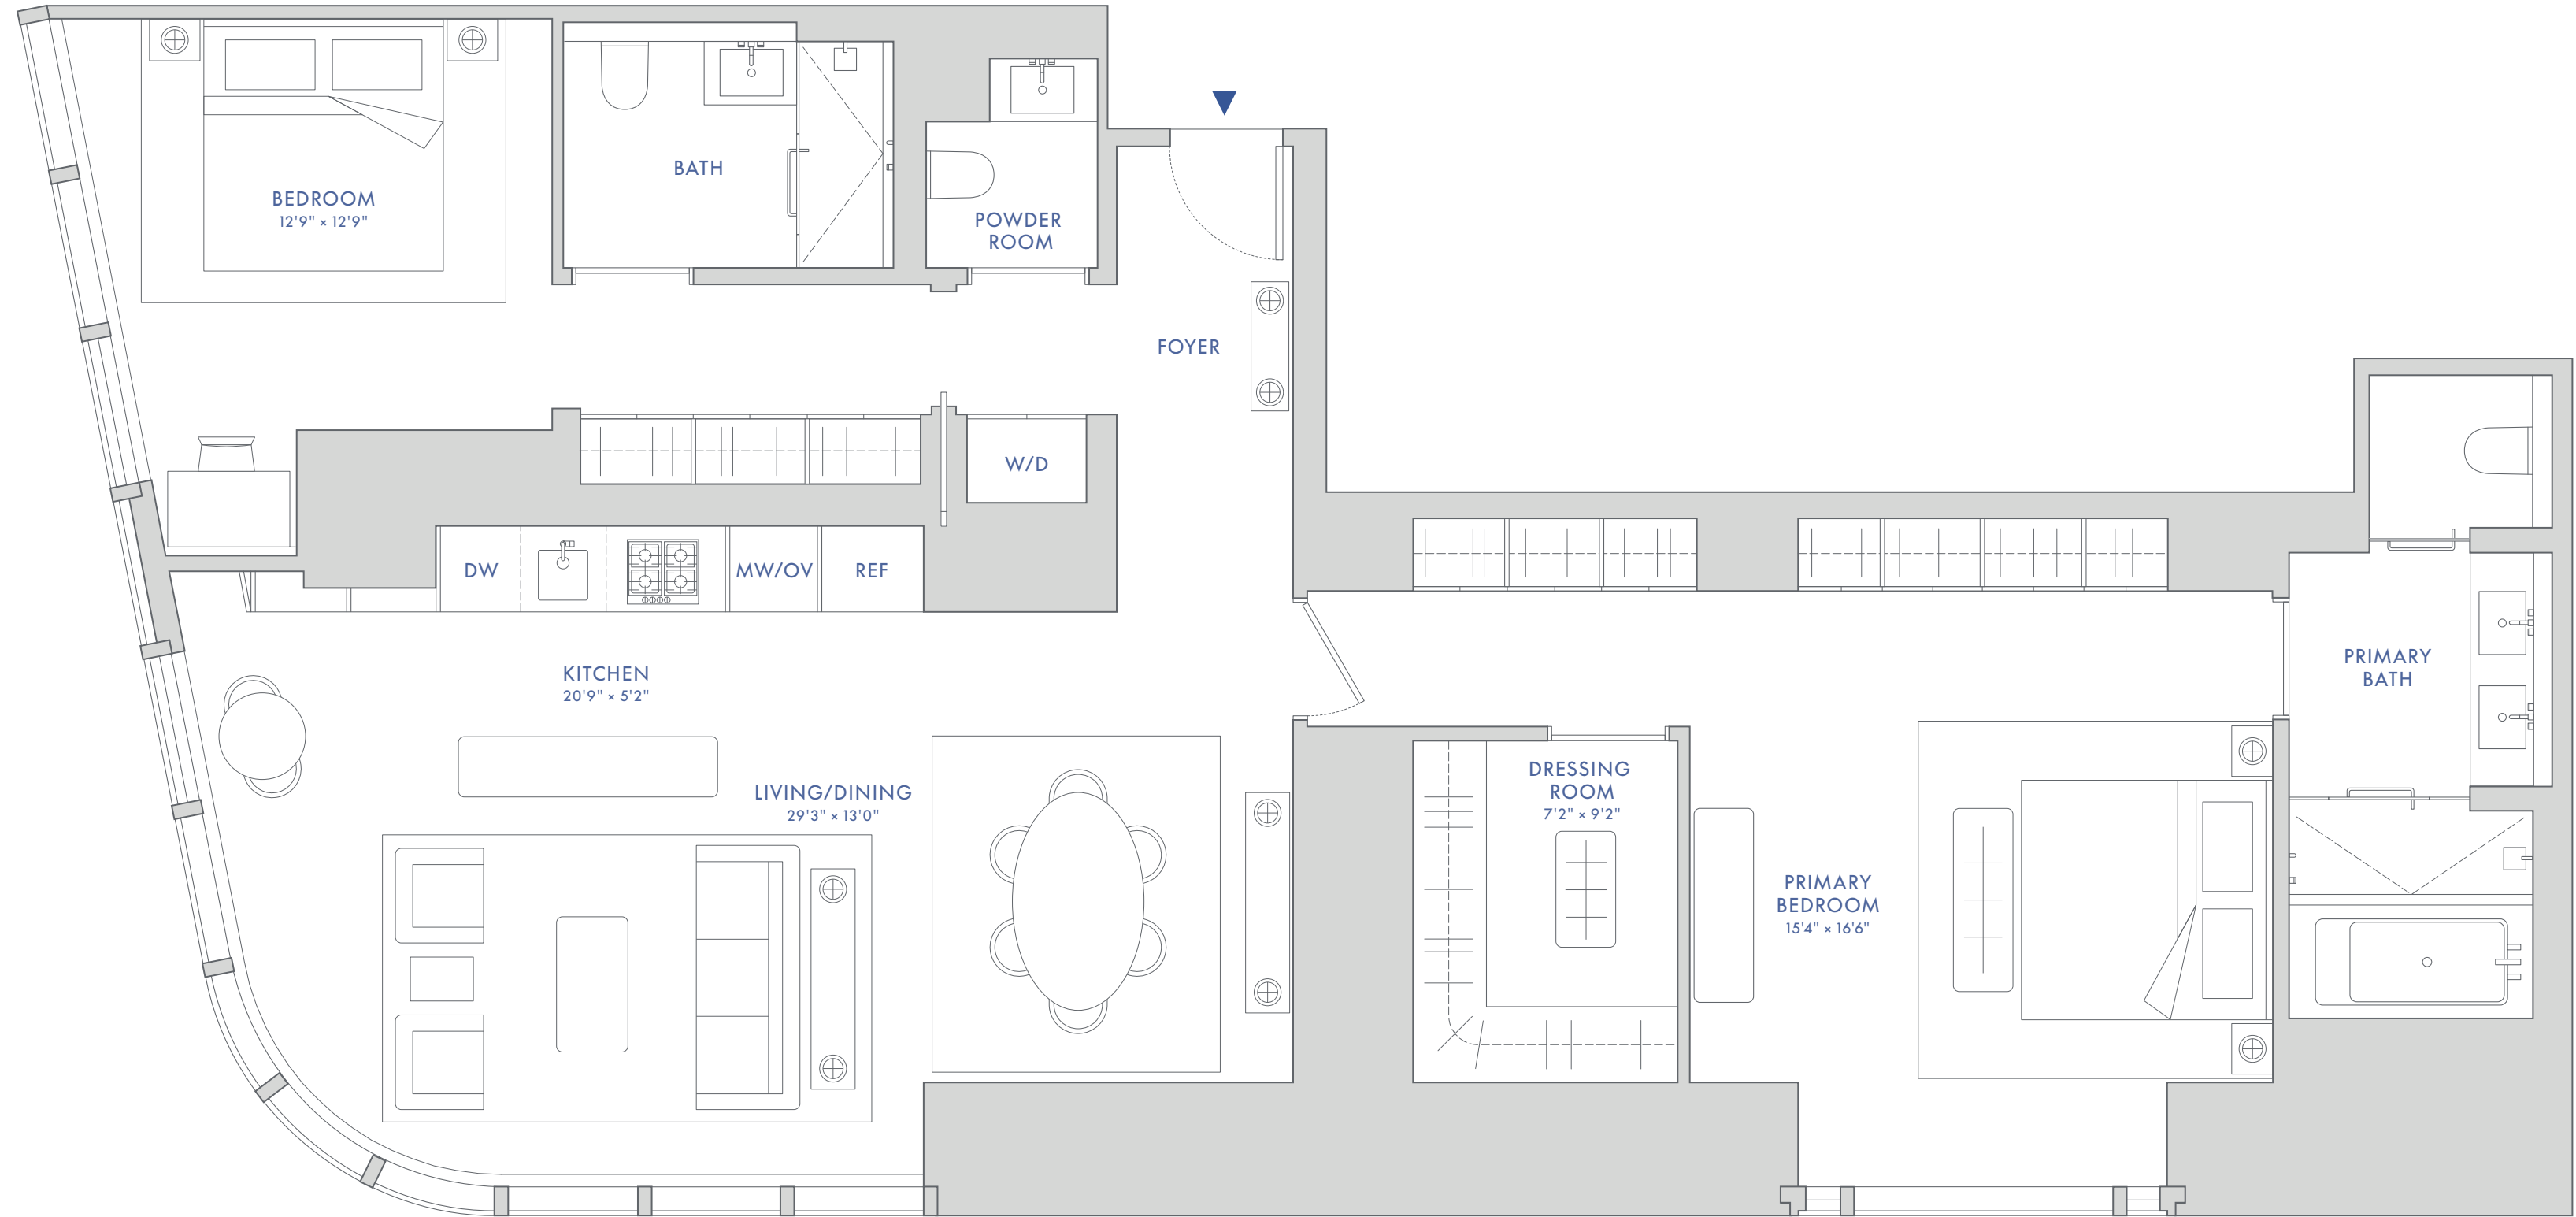 BEDROOM
12'9" × 12'9"
BATH
POWDER
ROOM
FOYER
W/D
DW
MW/OV
REF
KITCHEN
20'9" × 5'2"
LIVING/DINING
29'3" × 13'0"
DRESSING
ROOM
7'2" × 9'2"
PRIMARY
BEDROOM
15'4" × 16'6"
PRIMARY
BATH